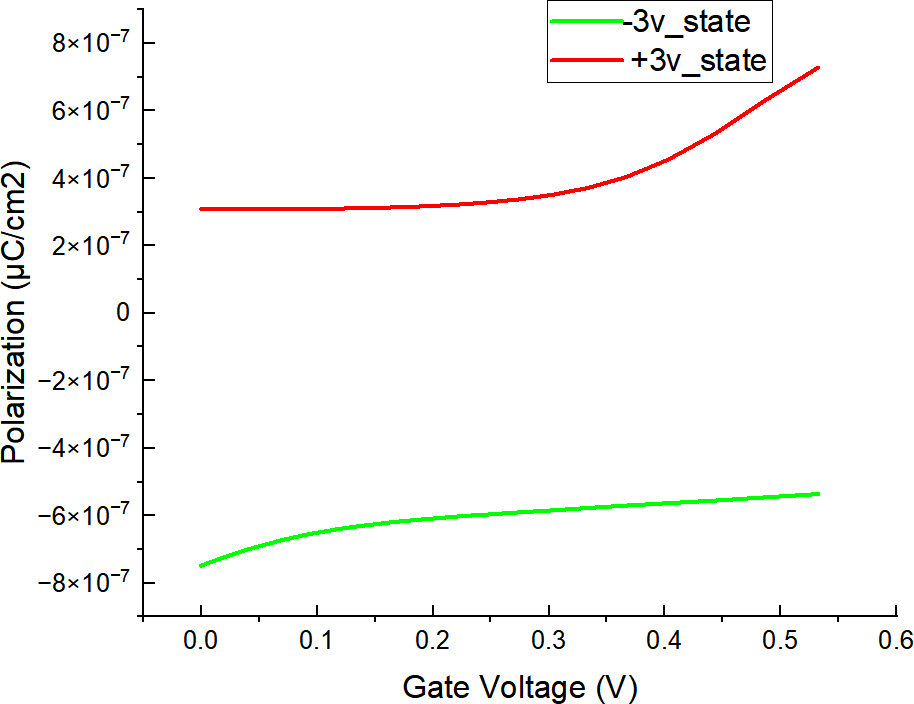 -3v_state
+3v_state
8×10⁻⁷
6×10⁻⁷
4×10⁻⁷
2×10⁻⁷
0
−2×10⁻⁷
−4×10⁻⁷
−6×10⁻⁷
−8×10⁻⁷
Polarization (μC/cm2)
0.0 0.1 0.2 0.3 0.4 0.5 0.6
Gate Voltage (V)